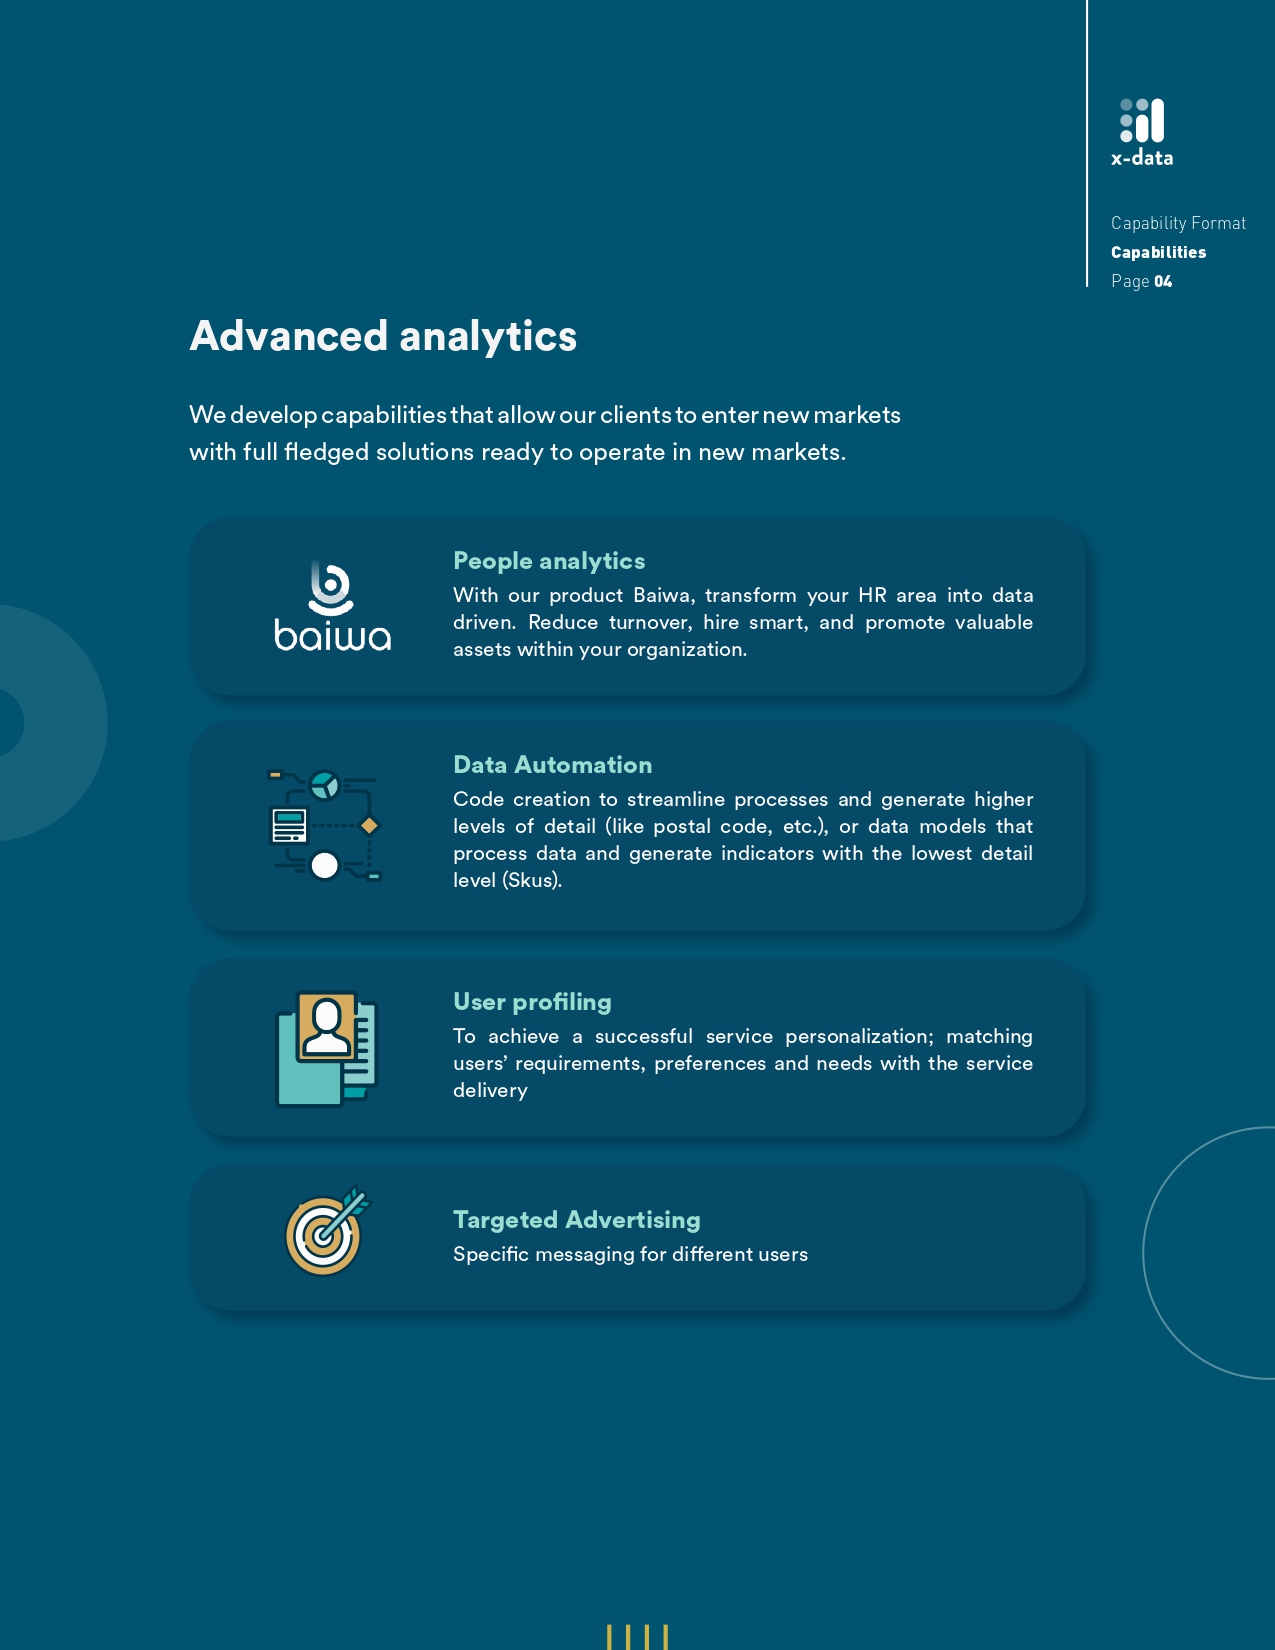 x-data
Capability Format
Capabilities
Page 04
Advanced analytics
We develop capabilities that allow our clients to enter new markets
with full fledged solutions ready to operate in new markets.
baiwa
People analytics
With our product Baiwa, transform your HR area into data
driven. Reduce turnover, hire smart, and promote valuable
assets within your organization.
Data Automation
Code creation to streamline processes and generate higher
levels of detail (like postal code, etc.), or data models that
process data and generate indicators with the lowest detail
level (Skus).
User profiling
To achieve a successful service personalization; matching
users’ requirements, preferences and needs with the service
delivery
Targeted Advertising
Specific messaging for different users